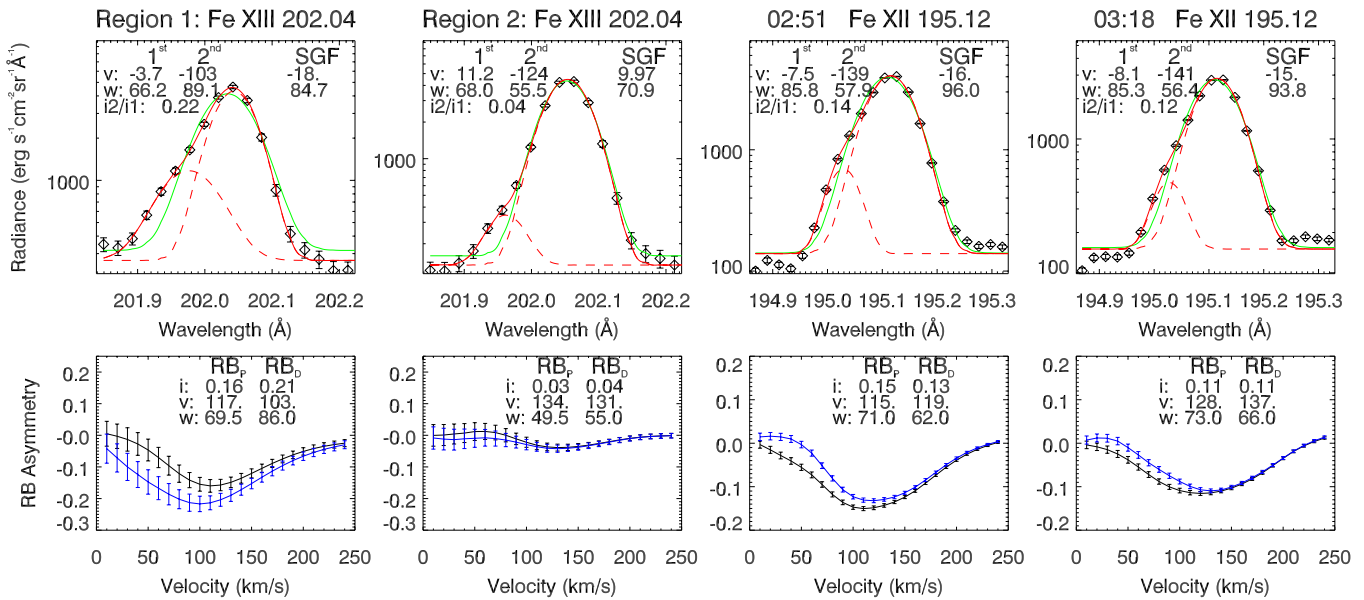 Region 1: Fe XIII 202.04
Region 2: Fe XIII 202.04
02:51 Fe XII 195.12
03:18 Fe XII 195.12
Radiance (erg s⁻¹ cm⁻² sr⁻¹ Å⁻¹)
1000
1st 2nd SGF
v: -3.7 -103 -18.
w: 66.2 89.1 84.7
i2/i1: 0.22
201.9 202.0 202.1 202.2
Wavelength (Å)
1000
1st 2nd SGF
v: 11.2 -124 9.97
w: 68.0 55.5 70.9
i2/i1: 0.04
201.9 202.0 202.1 202.2
Wavelength (Å)
1000
100
1st 2nd SGF
v: -7.5 -139 -16.
w: 85.8 57.9 96.0
i2/i1: 0.14
194.9 195.0 195.1 195.2 195.3
Wavelength (Å)
1000
100
1st 2nd SGF
v: -8.1 -141 -15.
w: 85.3 56.4 93.8
i2/i1: 0.12
194.9 195.0 195.1 195.2 195.3
Wavelength (Å)
RB Asymmetry
0.2
0.1
-0.0
-0.1
-0.2
-0.3
RBP RBD
i: 0.16 0.21
v: 117. 103.
w: 69.5 86.0
0 50 100 150 200 250
Velocity (km/s)
0.2
0.1
-0.0
-0.1
-0.2
-0.3
RBP RBD
i: 0.03 0.04
v: 134. 131.
w: 49.5 55.0
0 50 100 150 200 250
Velocity (km/s)
0.2
0.1
0.0
-0.1
-0.2
RBP RBD
i: 0.15 0.13
v: 115. 119.
w: 71.0 62.0
0 50 100 150 200 250
Velocity (km/s)
0.2
0.1
0.0
-0.1
-0.2
RBP RBD
i: 0.11 0.11
v: 128. 137.
w: 73.0 66.0
0 50 100 150 200 250
Velocity (km/s)